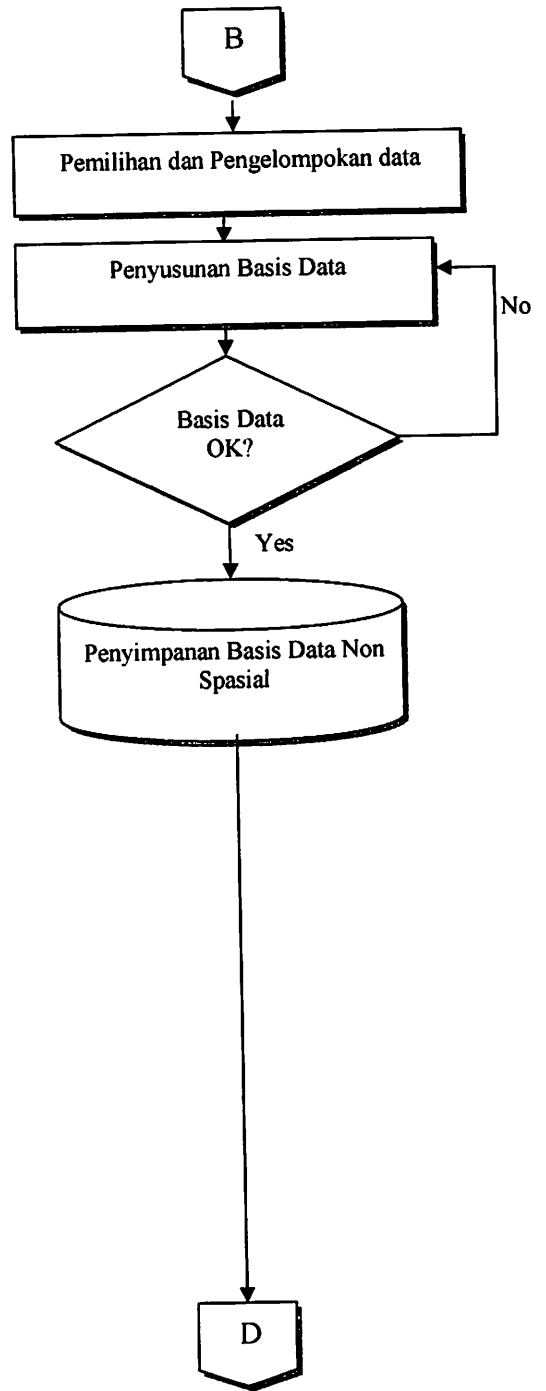 B
Pemilihan dan Pengelompokan data
Penyusunan Basis Data
No
Basis Data
OK?
Yes
Penyimpanan Basis Data Non
Spasial
D